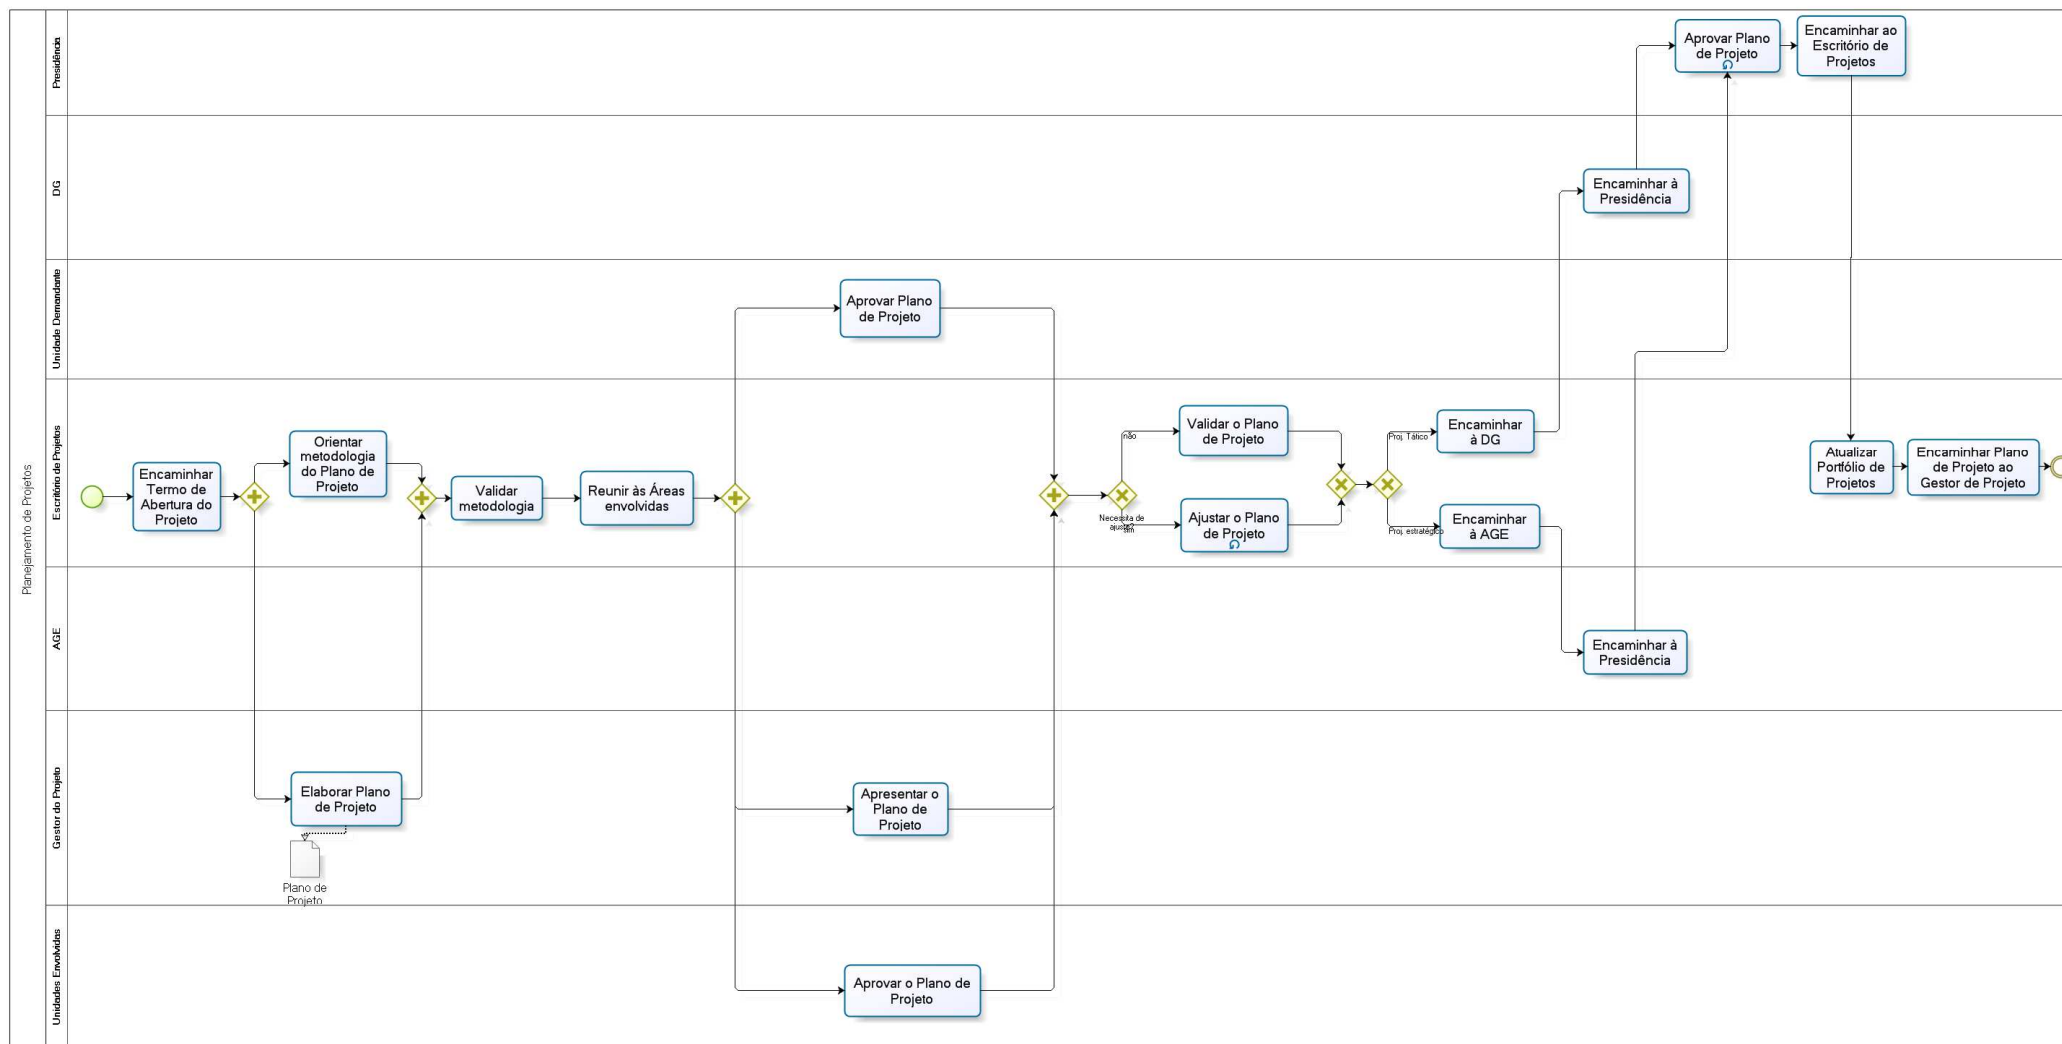 Planejamento de Projetos
Presidência
Aprovar Plano
de Projeto
Encaminhar ao
Escritório de
Projetos
DG
Encaminhar à
Presidência
Unidade Demandante
Aprovar Plano
de Projeto
Escritório de Projetos
Encaminhar
Termo de
Abertura do
Projeto
Orientar
metodologia
do Plano de
Projeto
Validar
metodologia
Reunir às Áreas
envolvidas
Necessita de
ajuste?
não
sim
Validar o Plano
de Projeto
Ajustar o Plano
de Projeto
Proj. Tático
Proj. estratégico
Encaminhar
à DG
Encaminhar
à AGE
Atualizar
Portfólio de
Projetos
Encaminhar Plano
de Projeto ao
Gestor de Projeto
AGE
Encaminhar à
Presidência
Gestor do Projeto
Elaborar Plano
de Projeto
Plano de
Projeto
Apresentar o
Plano de
Projeto
Unidades Envolvidas
Aprovar o Plano de
Projeto